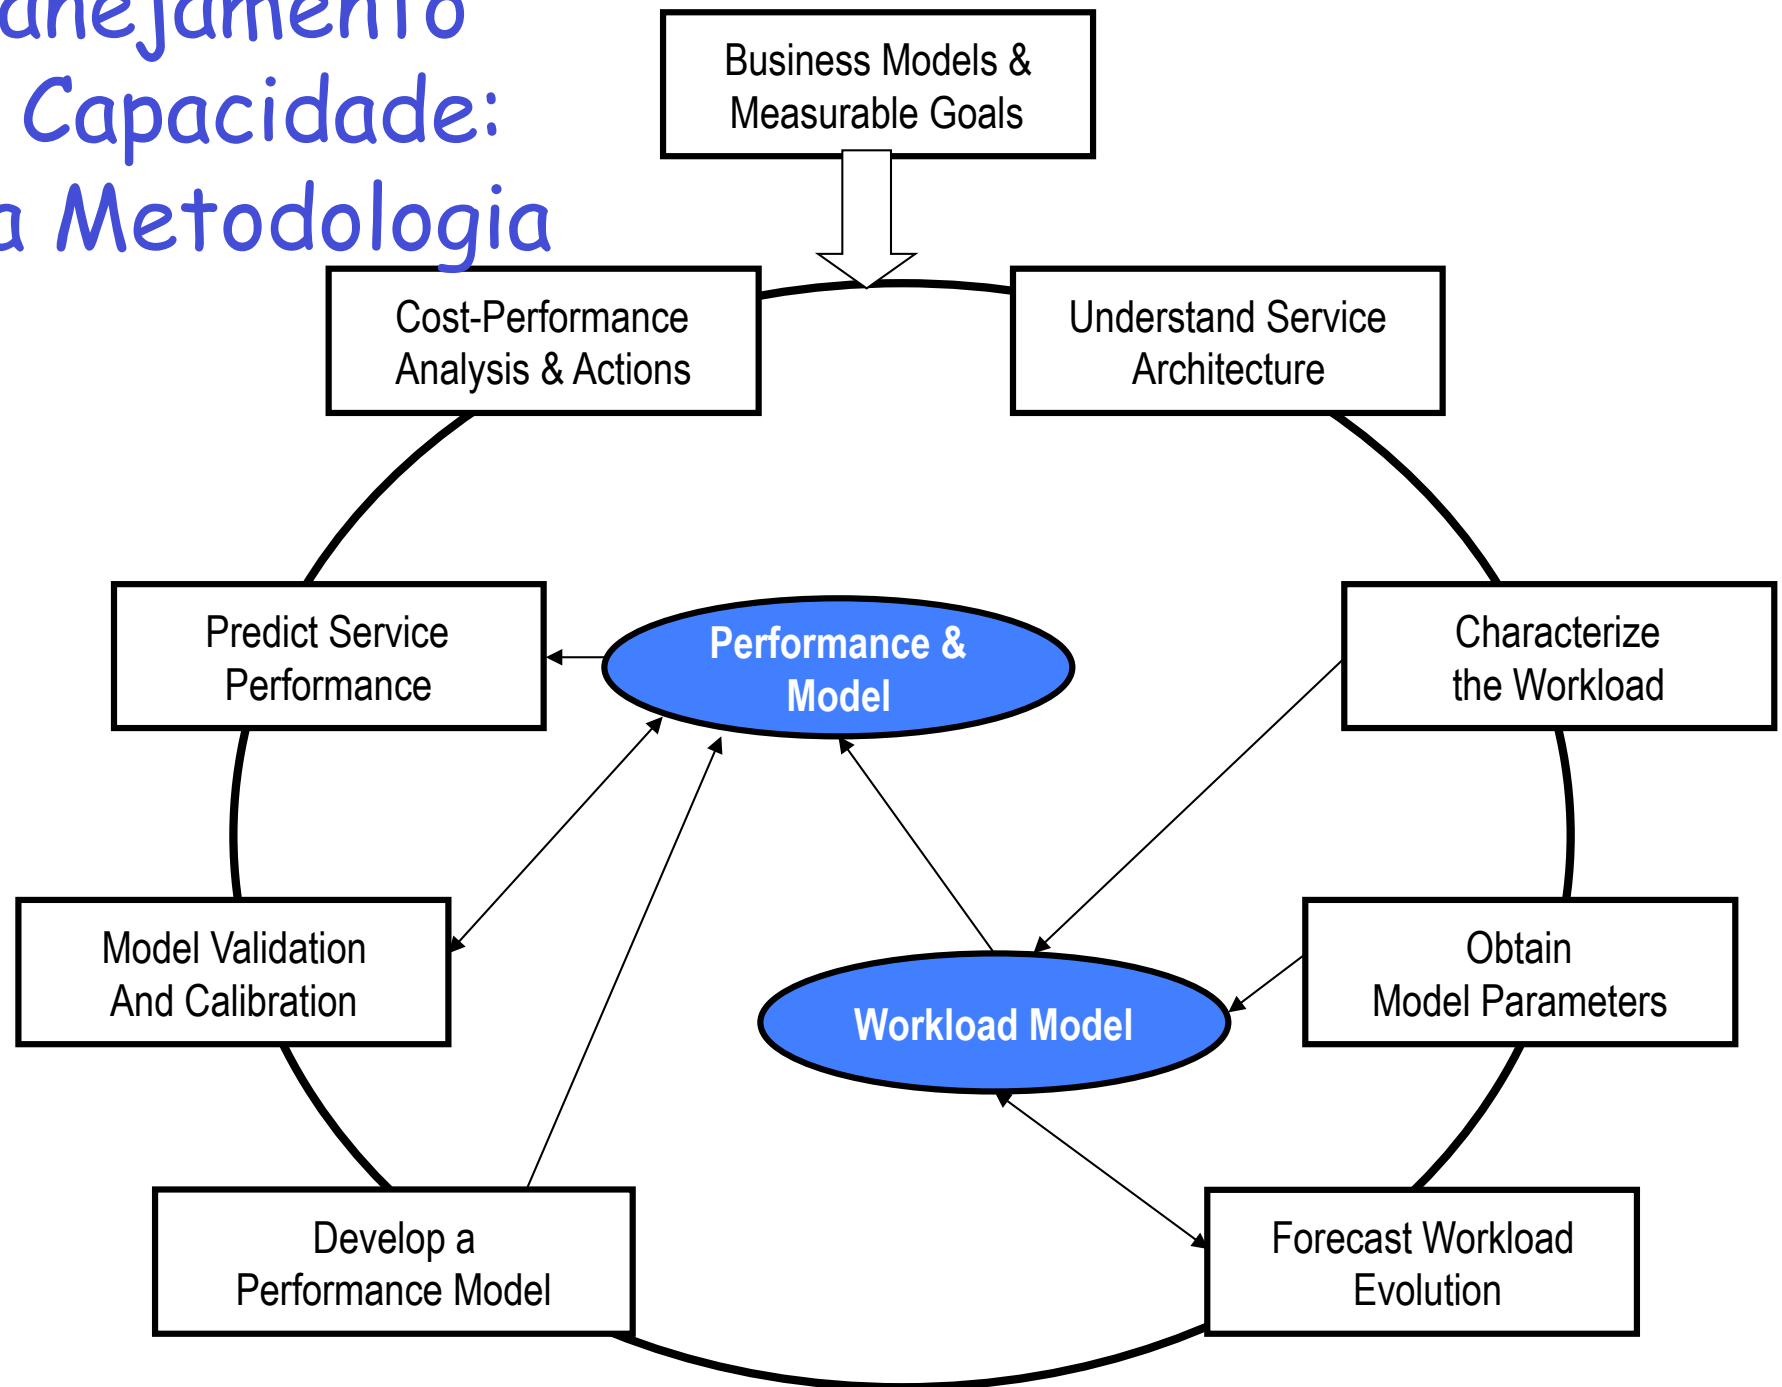 anejamento
Capacidade:
a Metodologia
Business Models &
Measurable Goals
Cost-Performance
Analysis & Actions
Understand Service
Architecture
Predict Service
Performance
Performance &
Model
Characterize
the Workload
Model Validation
And Calibration
Workload Model
Obtain
Model Parameters
Develop a
Performance Model
Forecast Workload
Evolution